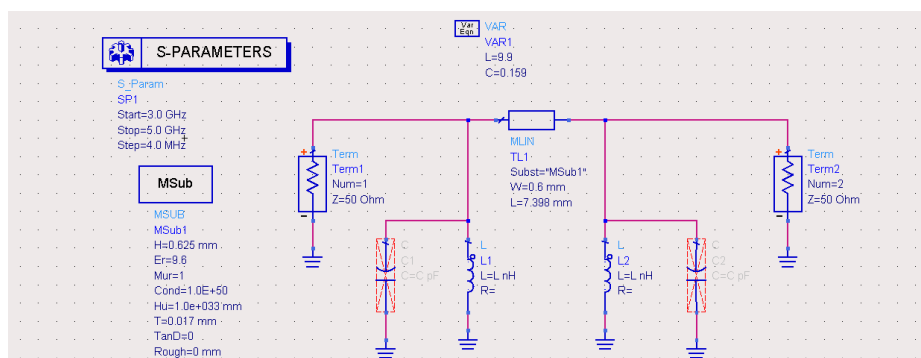 Var
Eqn
VAR
VAR1
L=9.9
C=0.159
S-PARAMETERS
S_Param
SP1
Start=3.0 GHz
Stop=5.0 GHz
Step=4.0 MHz
MSub
MSUB
MSub1
H=0.625 mm
Er=9.6
Mur=1
Cond=1.0E+50
Hu=1.0e+033 mm
T=0.017 mm
TanD=0
Rough=0 mm
+
Term
Term1
Num=1
Z=50 Ohm
-
MLIN
TL1
Subst="MSub1"
W=0.6 mm
L=7.398 mm
+
Term
Term2
Num=2
Z=50 Ohm
-
C
C1
C=C pF
L
L1
L=L nH
R=
L
L2
L=L nH
R=
C
C2
C=C pF